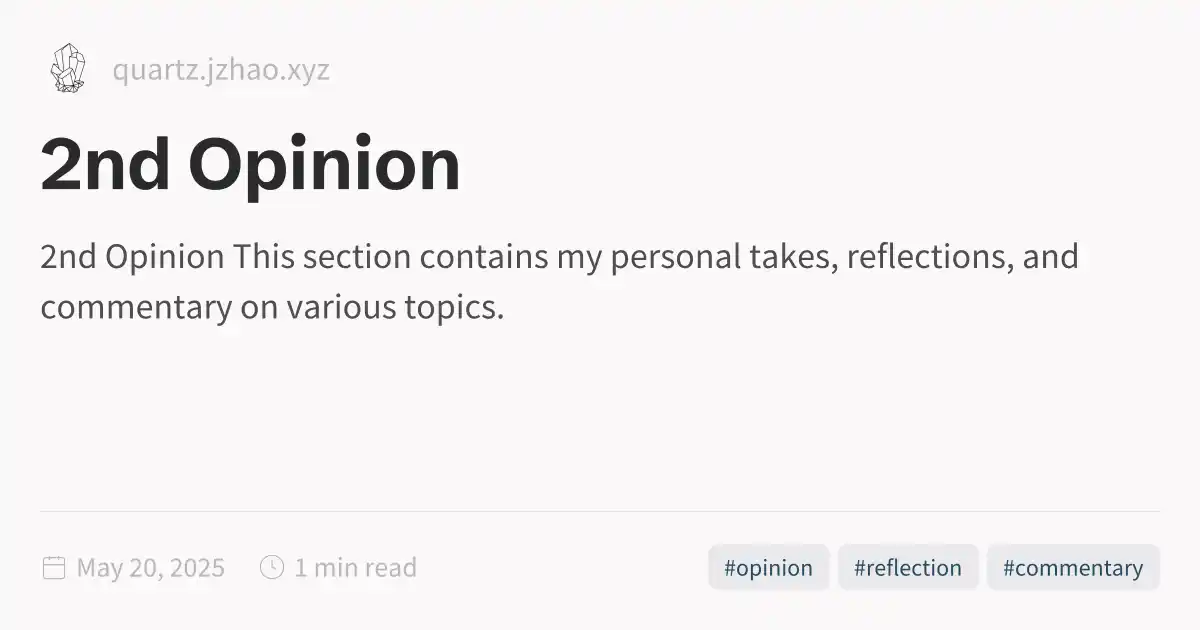 quartz.jzhao.xyz
2nd Opinion
2nd Opinion This section contains my personal takes, reflections, and
commentary on various topics.
May 20, 2025 1 min read #opinion #reflection #commentary